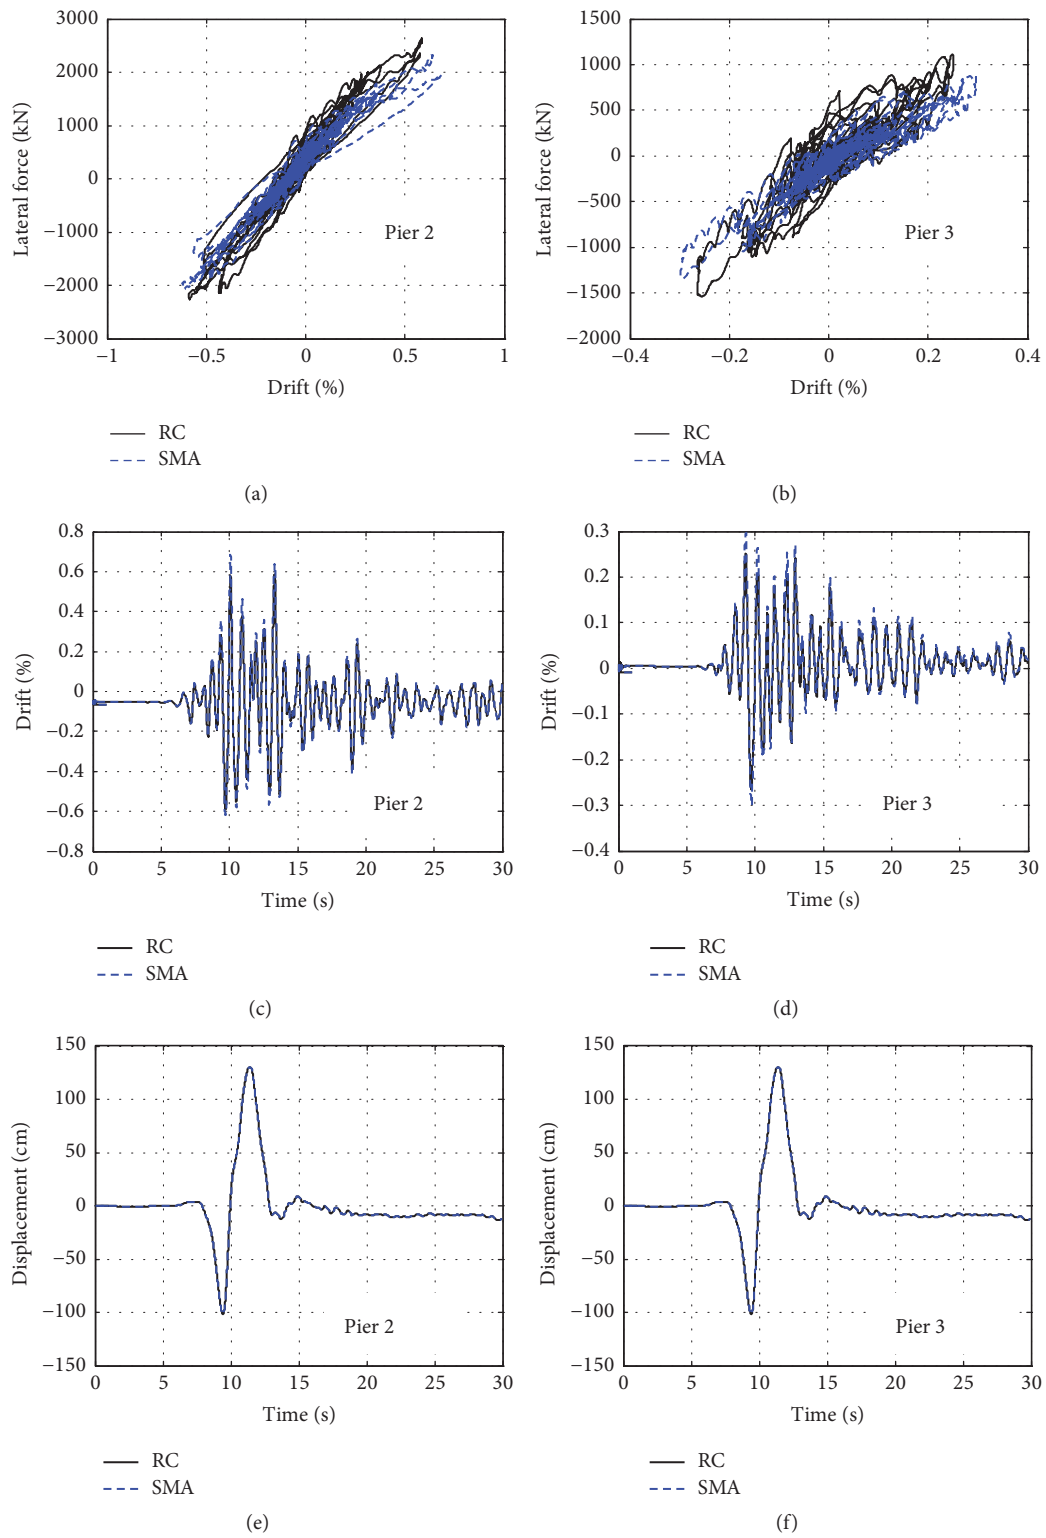 3000
2000
1000
0
−1000
−2000
−3000
Lateral force (kN)
Pier 2
−1 −0.5 0 0.5 1
Drift (%)
RC
SMA
(a)
1500
1000
500
0
−500
−1000
−1500
−2000
Lateral force (kN)
Pier 3
−0.4 −0.2 0 0.2 0.4
Drift (%)
RC
SMA
(b)
0.8
0.6
0.4
0.2
0
−0.2
−0.4
−0.6
−0.8
Drift (%)
Pier 2
0 5 10 15 20 25 30
Time (s)
RC
SMA
(c)
0.3
0.2
0.1
0
−0.1
−0.2
−0.3
−0.4
Drift (%)
Pier 3
0 5 10 15 20 25 30
Time (s)
RC
SMA
(d)
150
100
50
0
−50
−100
−150
Displacement (cm)
Pier 2
0 5 10 15 20 25 30
Time (s)
RC
SMA
(e)
150
100
50
0
−50
−100
−150
Displacement (cm)
Pier 3
0 5 10 15 20 25 30
Time (s)
RC
SMA
(f)